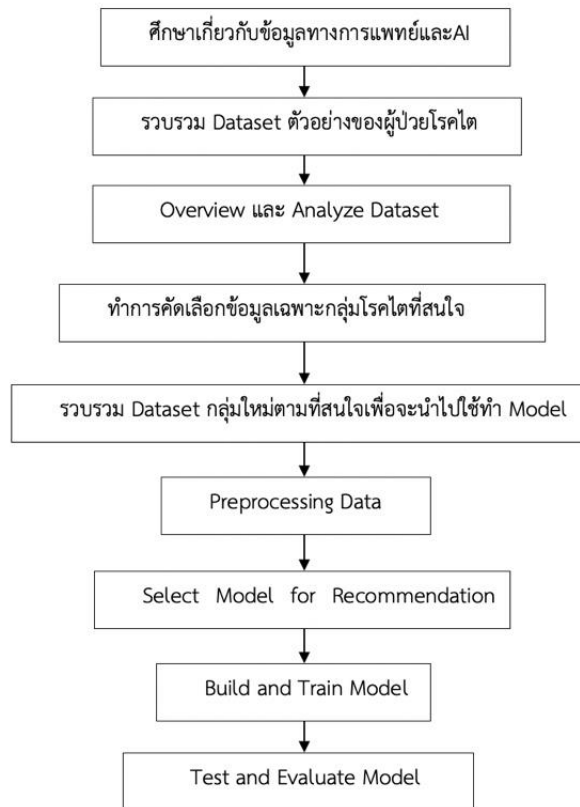 ศึกษาเกี่ยวกับข้อมูลทางการแพทย์และAI
รวบรวม Dataset ตัวอย่างของผู้ป่วยโรคไต
Overview และ Analyze Dataset
ทำการคัดเลือกข้อมูลเฉพาะกลุ่มโรคไตที่สนใจ
รวบรวม Dataset กลุ่มใหม่ตามที่สนใจเพื่อจะนำไปใช้ทำ Model
Preprocessing Data
Select Model for Recommendation
Build and Train Model
Test and Evaluate Model